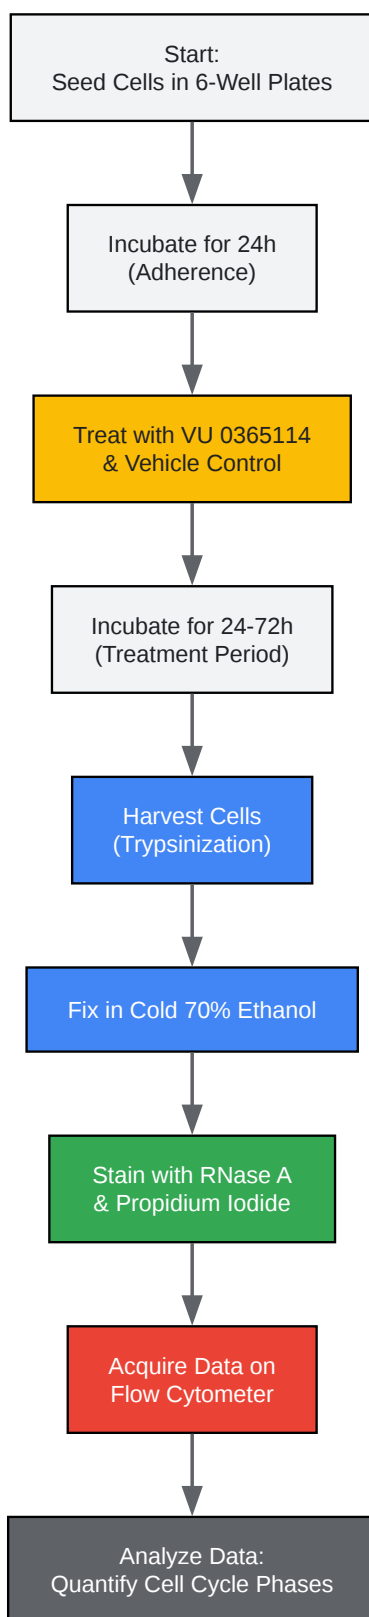 Start:
Seed Cells in 6-Well Plates
Incubate for 24h
(Adherence)
Treat with VU 0365114
& Vehicle Control
Incubate for 24-72h
(Treatment Period)
Harvest Cells
(Trypsinization)
Fix in Cold 70% Ethanol
Stain with RNase A
& Propidium Iodide
Acquire Data on
Flow Cytometer
Analyze Data:
Quantify Cell Cycle Phases